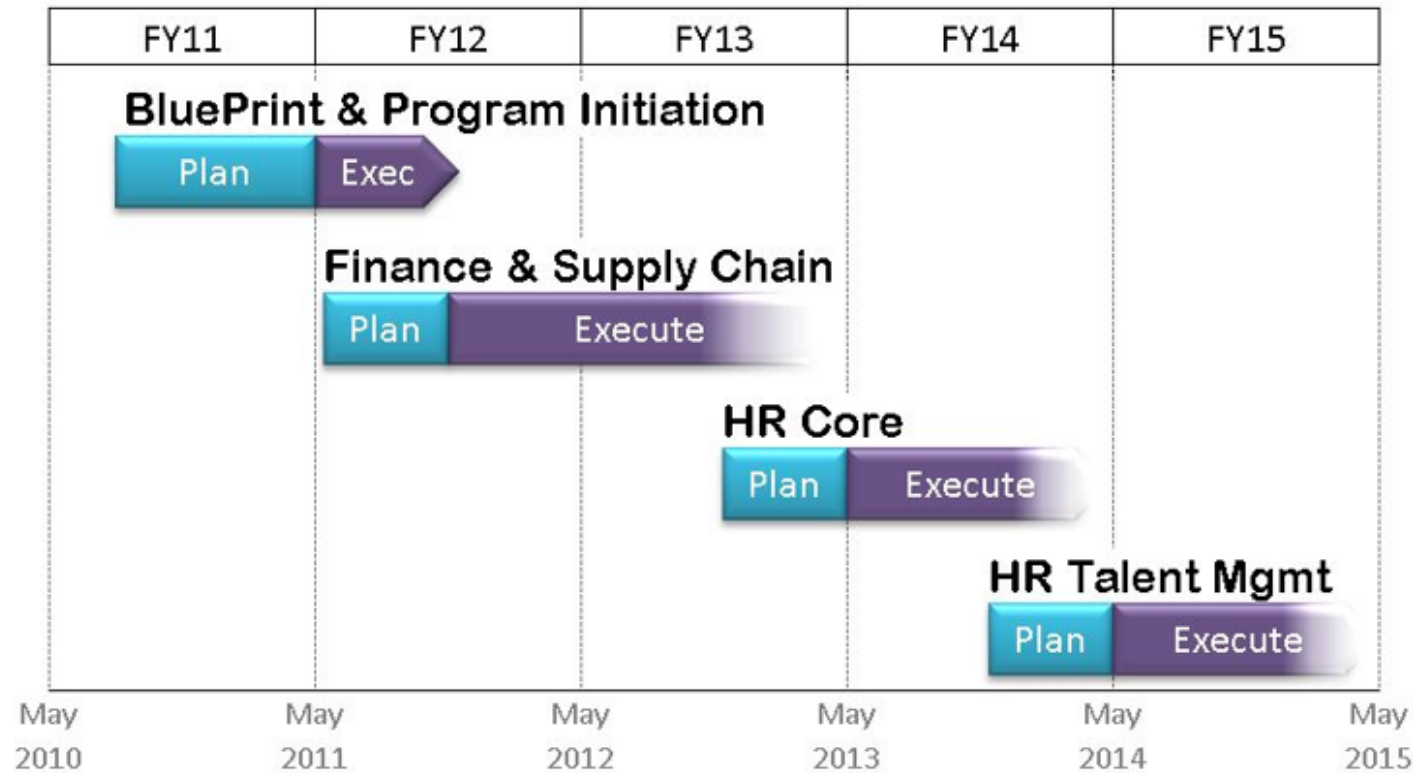 FY11 FY12 FY13 FY14 FY15
BluePrint & Program Initiation
Plan Exec
Finance & Supply Chain
Plan Execute
HR Core
Plan Execute
HR Talent Mgmt
Plan Execute
May May May May May May
2010 2011 2012 2013 2014 2015